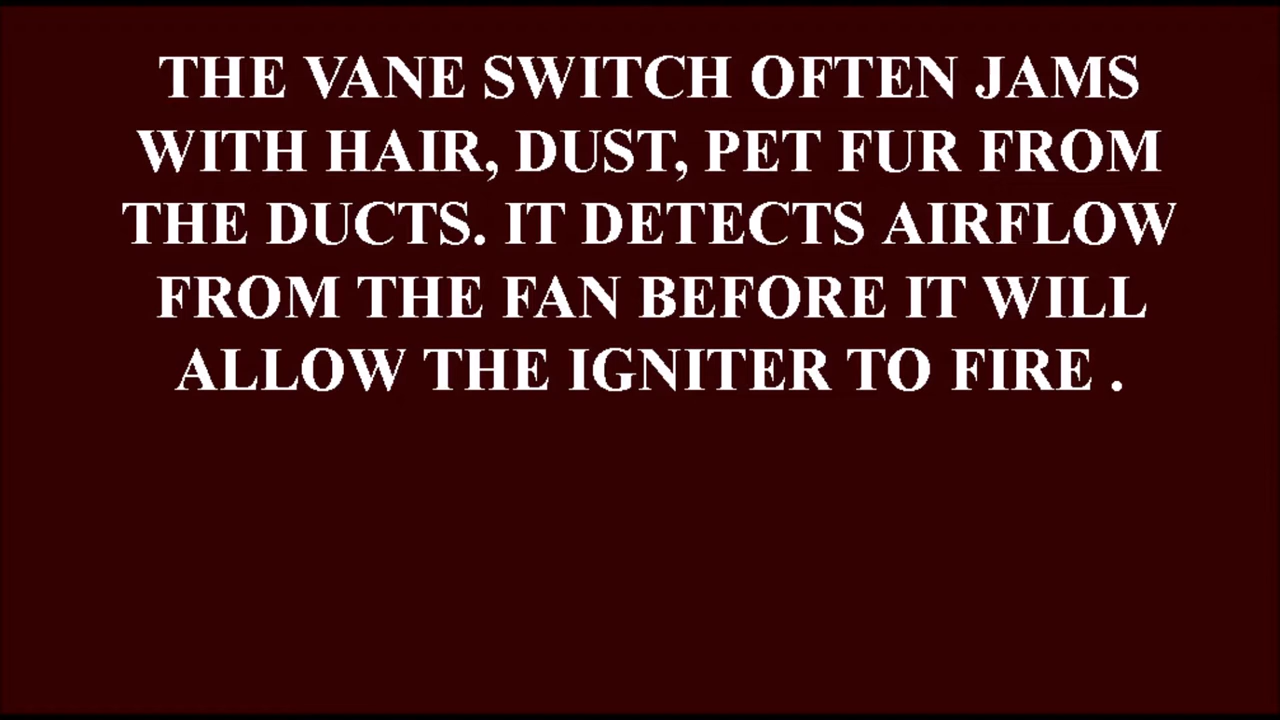 THE VANE SWITCH OFTEN JAMS
WITH HAIR, DUST, PET FUR FROM
THE DUCTS. IT DETECTS AIRFLOW
FROM THE FAN BEFORE IT WILL
ALLOW THE IGNITER TO FIRE .